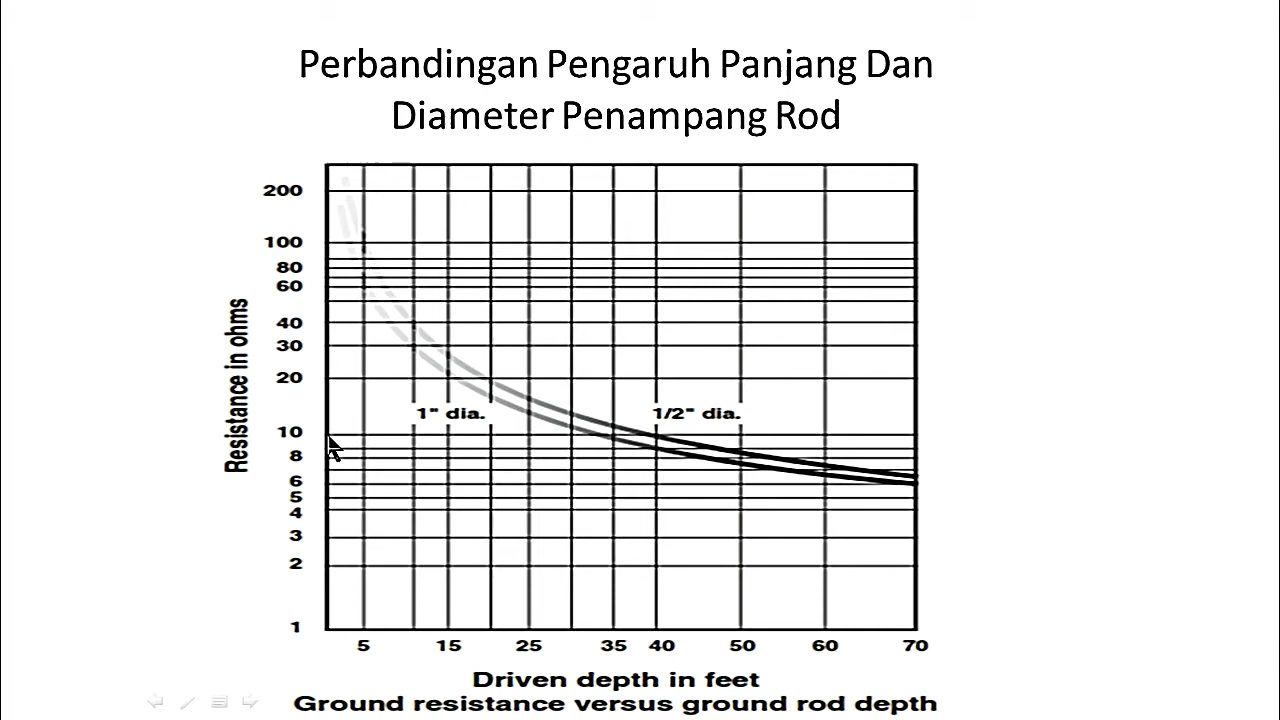 Perbandingan Pengaruh Panjang Dan
Diameter Penampang Rod
200
100
80
60
40
30
20
10
8
6
5
4
3
2
1
Resistance in ohms
1" dia.
1/2" dia.
5 15 25 35 40 50 60 70
Driven depth in feet
Ground resistance versus ground rod depth